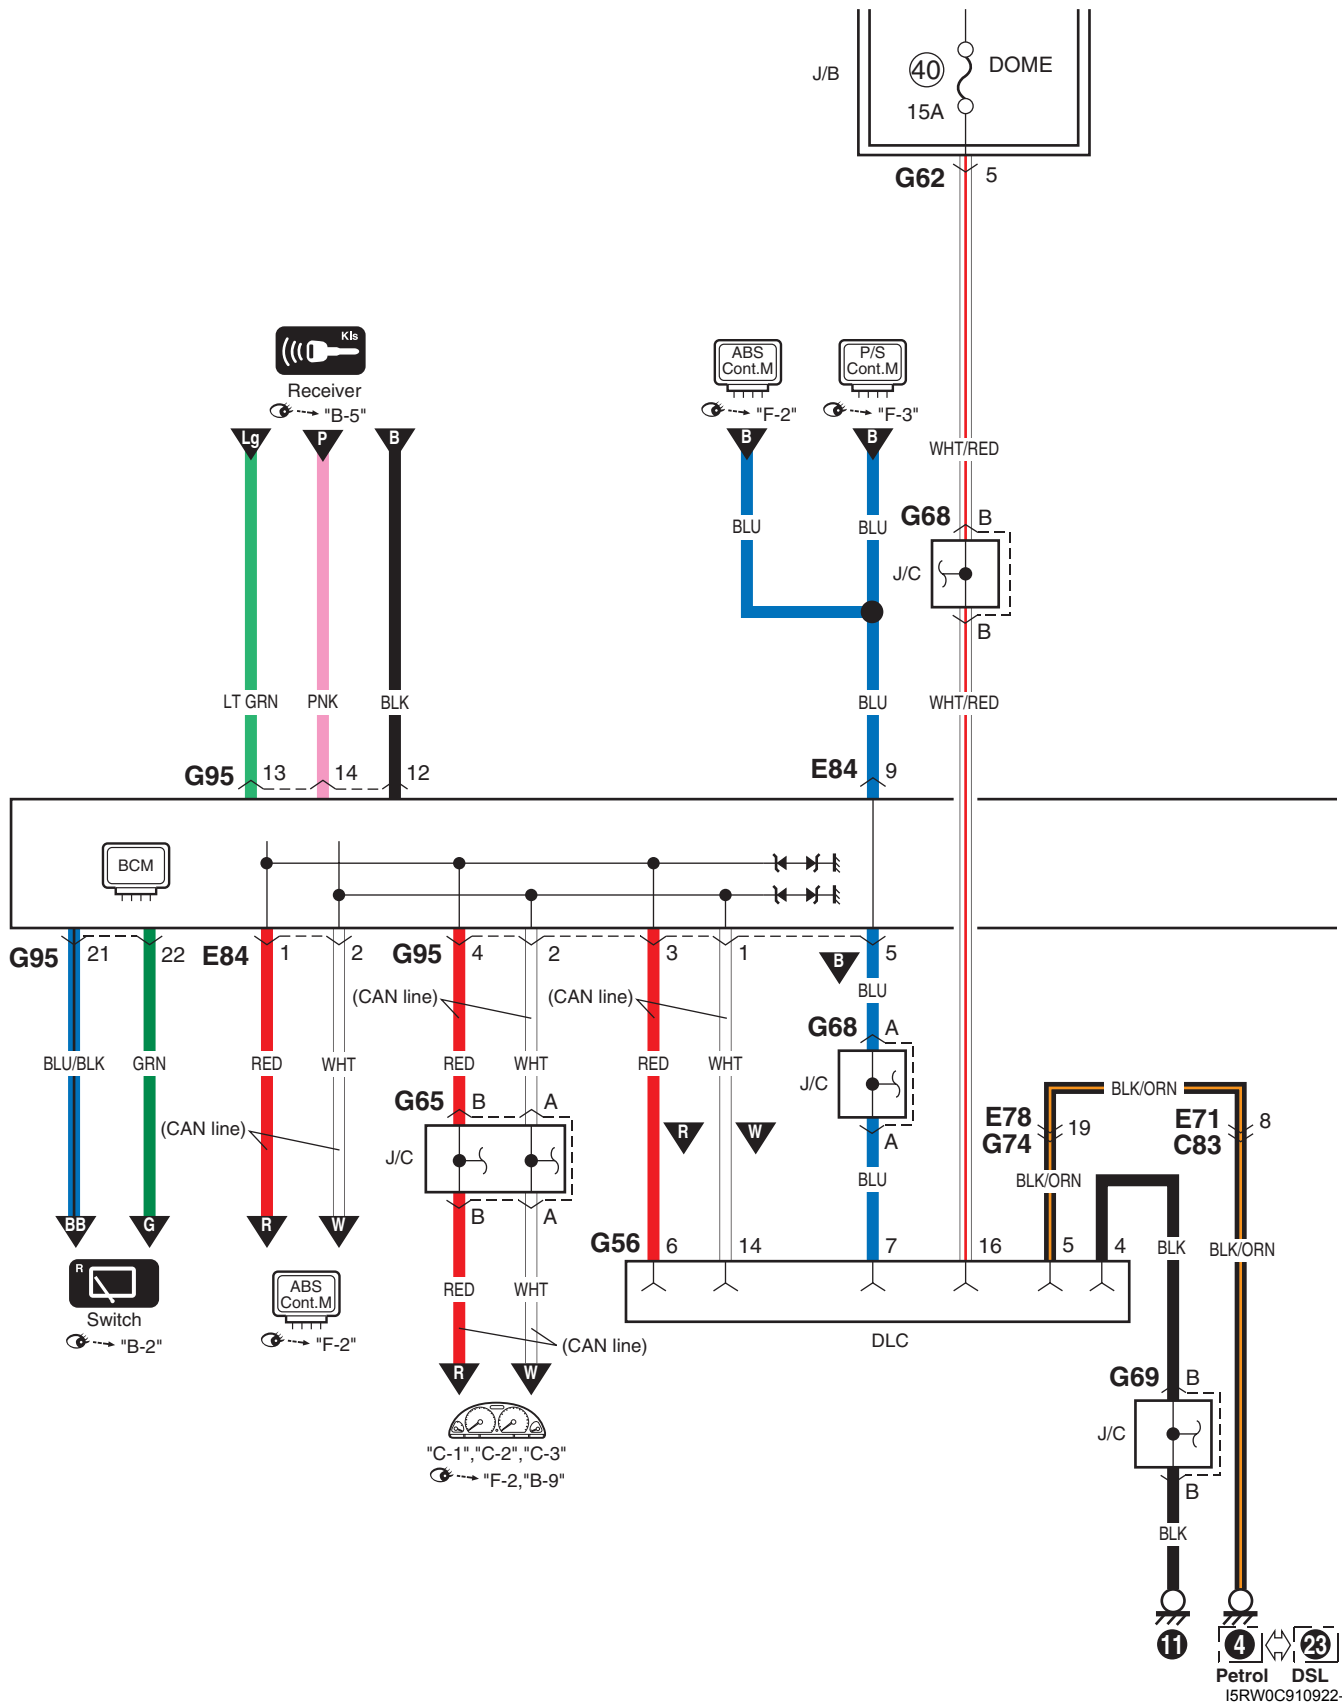 J/B
40
DOME
15A
G62
5
KIs
Receiver
"B-5"
ABS
Cont.M
"F-2"
P/S
Cont.M
"F-3"
Lg
P
B
B
B
WHT/RED
G68
B
BLU
BLU
J/C
B
LT GRN
PNK
BLK
BLU
WHT/RED
G95
13
14
12
E84
9
BCM
G95
21
22
E84
1
2
G95
4
2
3
1
B
5
(CAN line)
(CAN line)
BLU
G68
A
BLU/BLK
GRN
RED
WHT
RED
WHT
RED
WHT
J/C
BLK/ORN
G65
B
A
E78
G74
19
E71
C83
8
(CAN line)
R
W
A
J/C
BLU
BLK/ORN
BB
G
R
W
B
A
G56
6
14
7
16
5
4
BLK
BLK/ORN
R
Switch
"B-2"
ABS
Cont.M
"F-2"
RED
WHT
(CAN line)
DLC
R
W
G69
B
J/C
"C-1","C-2","C-3"
"F-2,"B-9"
B
BLK
11
4
23
Petrol
DSL
I5RW0C910922-